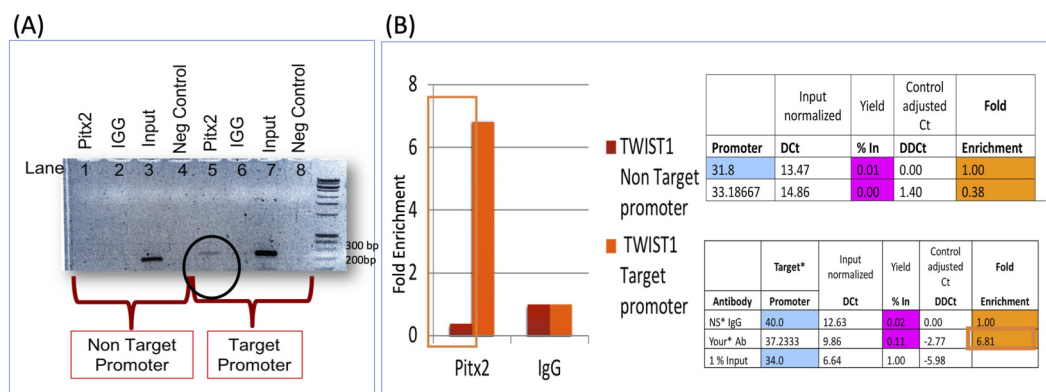 (A)
Pitx2 IGG Input Neg Control Pitx2 IGG Input Neg Control
Lane 1 2 3 4 5 6 7 8
300 bp
200bp
Non Target Promoter
Target Promoter
(B)
Fold Enrichment
8
6
4
2
0
Pitx2 IgG
TWIST1
Non Target
promoter
TWIST1
Target
promoter
Input normalized Yield Control adjusted Ct Fold
Promoter DCt % In DDCt Enrichment
31.8 13.47 0.01 0.00 1.00
33.18667 14.86 0.00 1.40 0.38
Target* Input normalized Yield Control adjusted Ct Fold
Antibody Promoter DCt % In DDCt Enrichment
NS* IgG 40.0 12.63 0.02 0.00 1.00
Your* Ab 37.2333 9.86 0.11 -2.77 6.81
1 % Input 34.0 6.64 1.00 -5.98